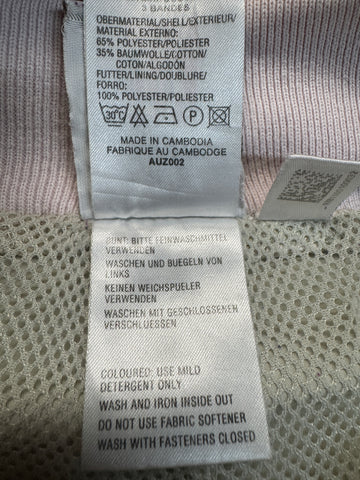 3 BANDES
OBERMATERIAL/SHELL/EXTERIEUR/
MATERIAL EXTERNO:
65% POLYESTER/POLIESTER
35% BAUMWOLLE/COTTON/
COTON/ALGODON
FUTTER/LINING/DOUBLURE/
FORRO:
100% POLYESTER/POLIESTER
30°C P
MADE IN CAMBODIA
FABRIQUE AU CAMBODGE
AUZ002
BUNT: BITTE FEINWASCHMITTEL
VERWENDEN
WASCHEN UND BUEGELN VON
LINKS
KEINEN WEICHSPUELER
VERWENDEN
WASCHEN MIT GESCHLOSSENEN
VERSCHLUESSEN
COLOURED: USE MILD
DETERGENT ONLY
WASH AND IRON INSIDE OUT
DO NOT USE FABRIC SOFTENER
WASH WITH FASTENERS CLOSED